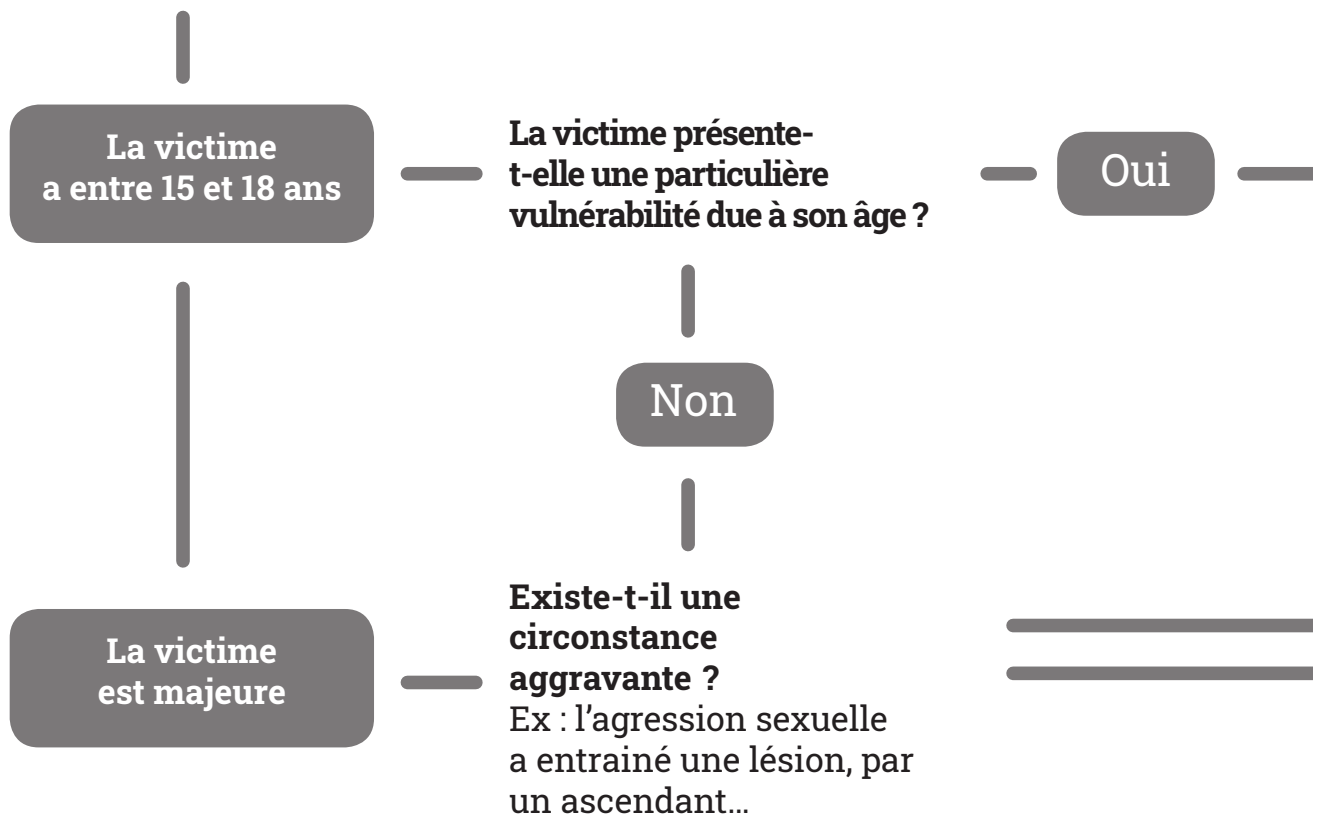 La victime
a entre 15 et 18 ans
La victime présente-
t-elle une particulière
vulnérabilité due à son âge ?
Oui
Non
La victime
est majeure
Existe-t-il une
circonstance
aggravante ?
Ex : l’agression sexuelle
a entrainé une lésion, par
un ascendant…